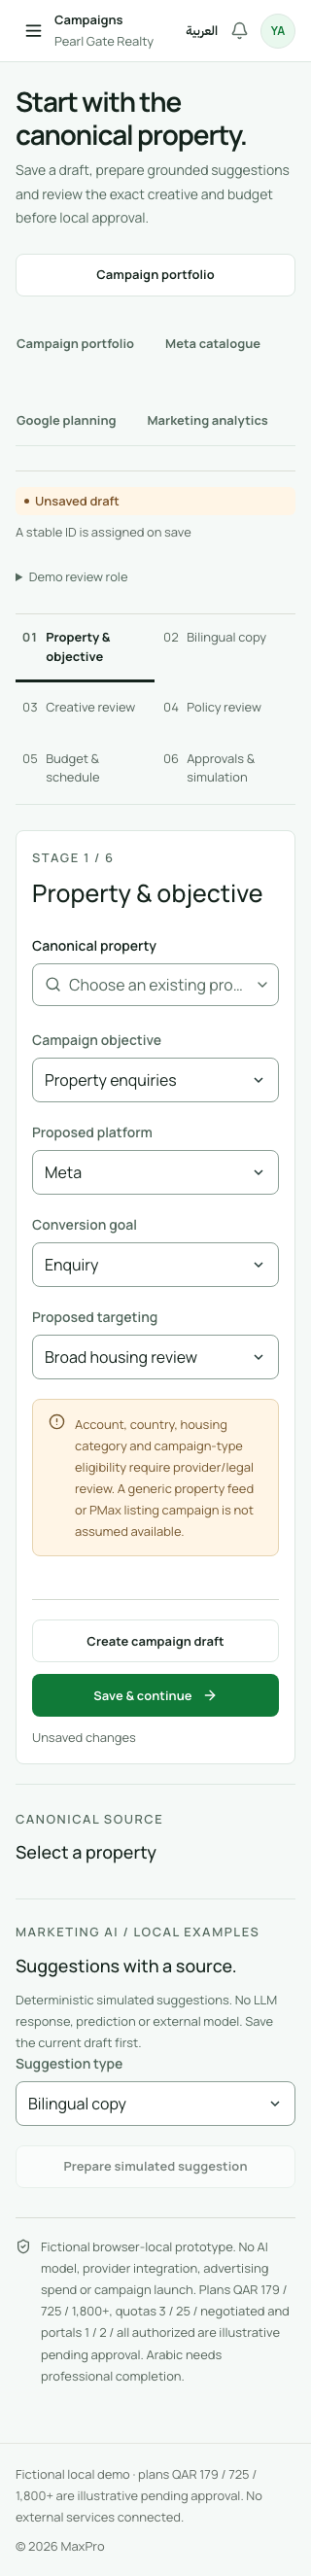 Campaigns
Pearl Gate Realty
العربية
YA
Start with the
canonical property.
Save a draft, prepare grounded suggestions
and review the exact creative and budget
before local approval.
Campaign portfolio
Campaign portfolio
Meta catalogue
Google planning
Marketing analytics
Unsaved draft
A stable ID is assigned on save
Demo review role
01 Property &
objective
02 Bilingual copy
03 Creative review
04 Policy review
05 Budget &
schedule
06 Approvals &
simulation
STAGE 1 / 6
Property & objective
Canonical property
Choose an existing pro...
Campaign objective
Property enquiries
Proposed platform
Meta
Conversion goal
Enquiry
Proposed targeting
Broad housing review
Account, country, housing
category and campaign-type
eligibility require provider/legal
review. A generic property feed
or PMax listing campaign is not
assumed available.
Create campaign draft
Save & continue
Unsaved changes
CANONICAL SOURCE
Select a property
MARKETING AI / LOCAL EXAMPLES
Suggestions with a source.
Deterministic simulated suggestions. No LLM
response, prediction or external model. Save
the current draft first.
Suggestion type
Bilingual copy
Prepare simulated suggestion
Fictional browser-local prototype. No AI
model, provider integration, advertising
spend or campaign launch. Plans QAR 179 /
725 / 1,800+, quotas 3 / 25 / negotiated and
portals 1 / 2 / all authorized are illustrative
pending approval. Arabic needs
professional completion.
Fictional local demo · plans QAR 179 / 725 /
1,800+ are illustrative pending approval. No
external services connected.
© 2026 MaxPro